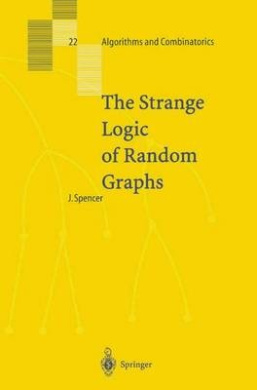 22 Algorithms and Combinatorics
The Strange
Logic
of Random
Graphs
J. Spencer
Springer